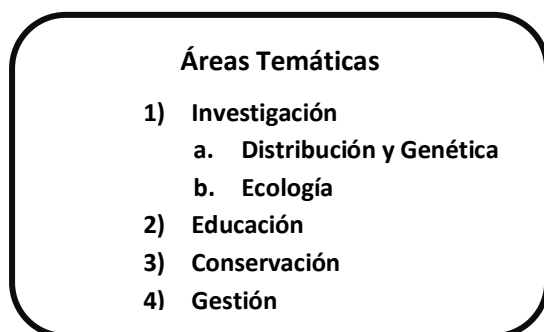 Áreas Temáticas
1) Investigación
a. Distribución y Genética
b. Ecología
2) Educación
3) Conservación
4) Gestión